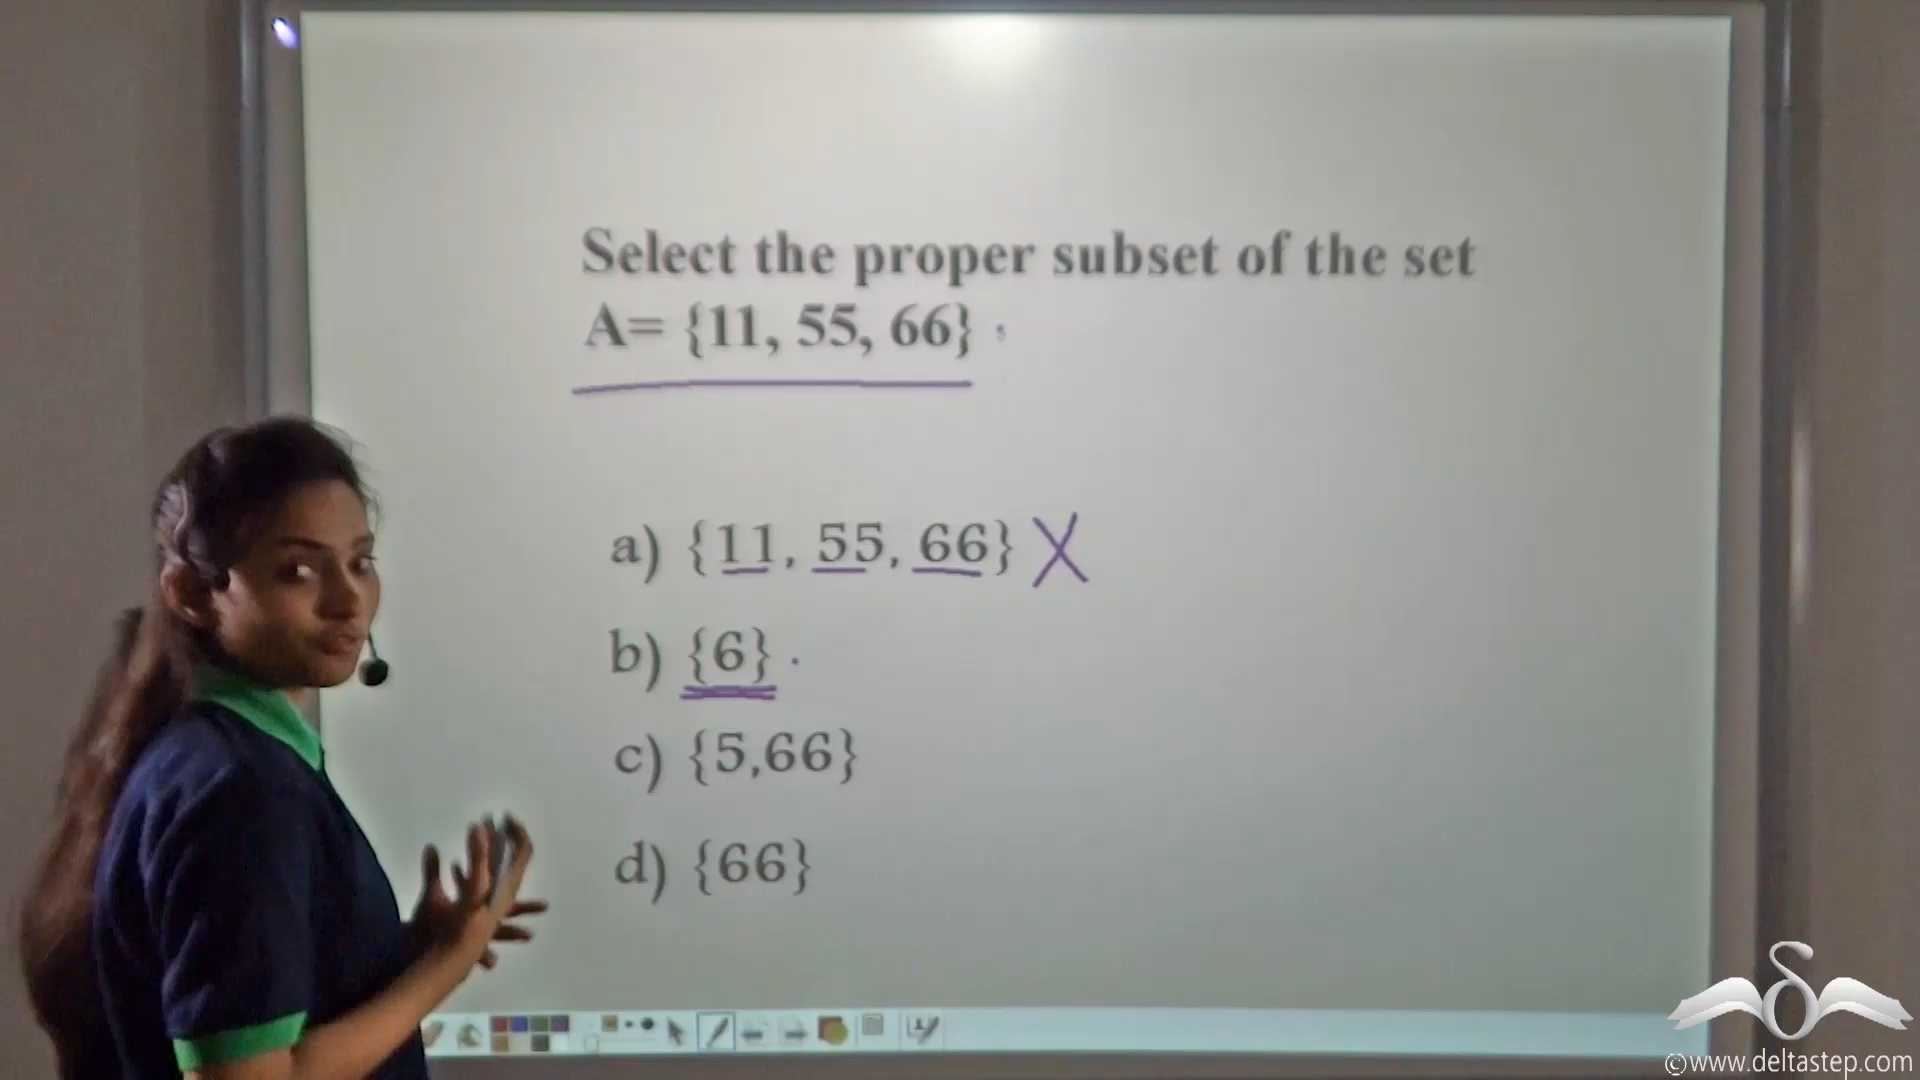 Select the proper subset of the set
A= {11, 55, 66}
a) {11, 55, 66} X
b) {6}
c) {5,66}
d) {66}
©www.deltastep.com